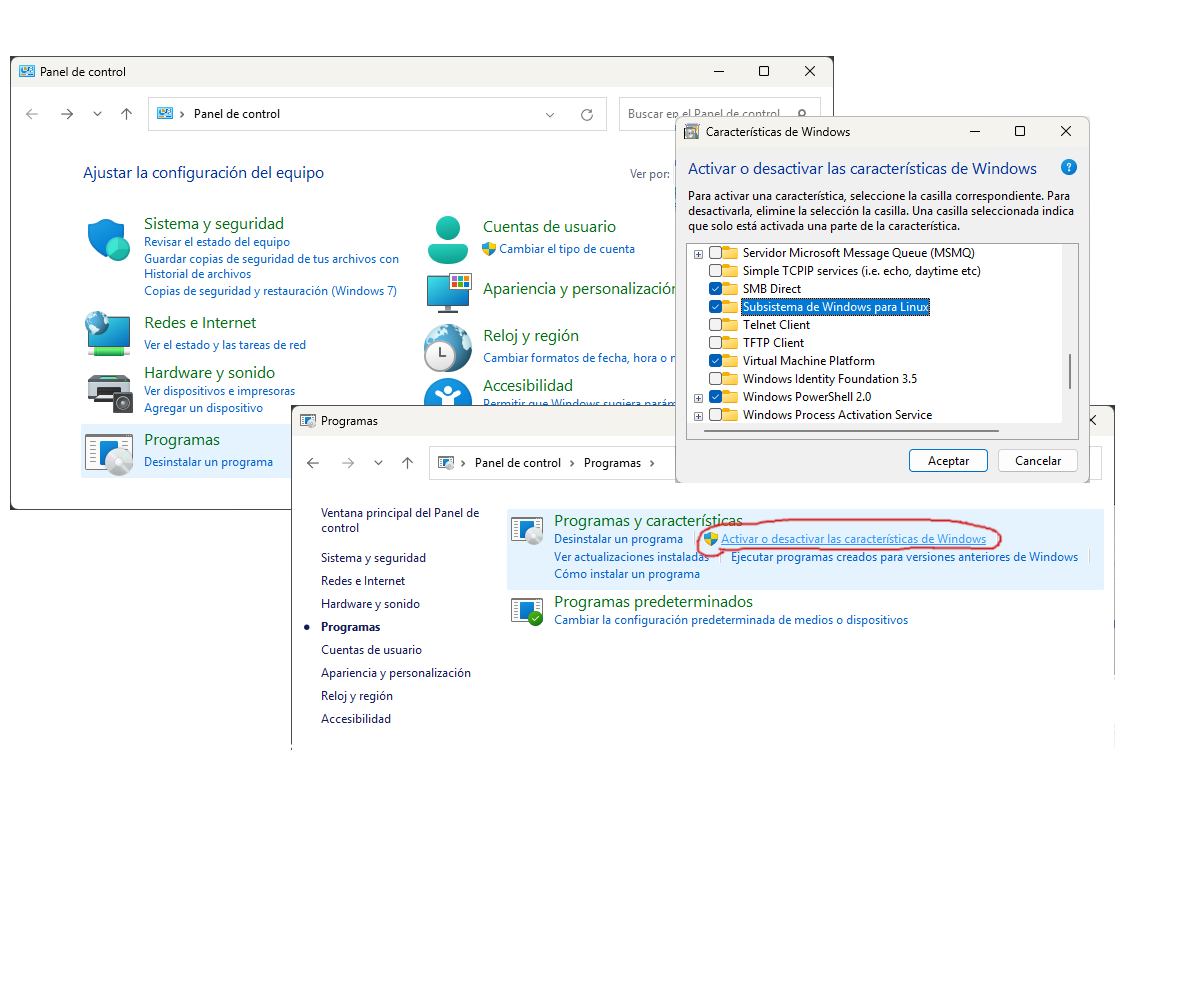 Panel de control
Panel de control
Buscar en el Panel de control
Ajustar la configuración del equipo
Ver por:
Sistema y seguridad
Revisar el estado del equipo
Guardar copias de seguridad de tus archivos con
Historial de archivos
Copias de seguridad y restauración (Windows 7)
Redes e Internet
Ver el estado y las tareas de red
Hardware y sonido
Ver dispositivos e impresoras
Agregar un dispositivo
Programas
Desinstalar un programa
Cuentas de usuario
Cambiar el tipo de cuenta
Apariencia y personalización
Reloj y región
Cambiar formatos de fecha, hora o
Accesibilidad
Permitir que Windows sugiera
Características de Windows
Activar o desactivar las características de Windows
Para activar una característica, seleccione la casilla correspondiente. Para
desactivarla, elimine la selección la casilla. Una casilla seleccionada indica
que solo está activada una parte de la característica.
Servidor Microsoft Message Queue (MSMQ)
Simple TCPIP services (i.e. echo, daytime etc)
SMB Direct
Subsistema de Windows para Linux
Telnet Client
TFTP Client
Virtual Machine Platform
Windows Identity Foundation 3.5
Windows PowerShell 2.0
Windows Process Activation Service
Aceptar Cancelar
Programas
Panel de control Programas
Ventana principal del Panel de
control
Sistema y seguridad
Redes e Internet
Hardware y sonido
Programas
Cuentas de usuario
Apariencia y personalización
Reloj y región
Accesibilidad
Programas y características
Desinstalar un programa Activar o desactivar las características de Windows
Ver actualizaciones instaladas Ejecutar programas creados para versiones anteriores de Windows
Cómo instalar un programa
Programas predeterminados
Cambiar la configuración predeterminada de medios o dispositivos